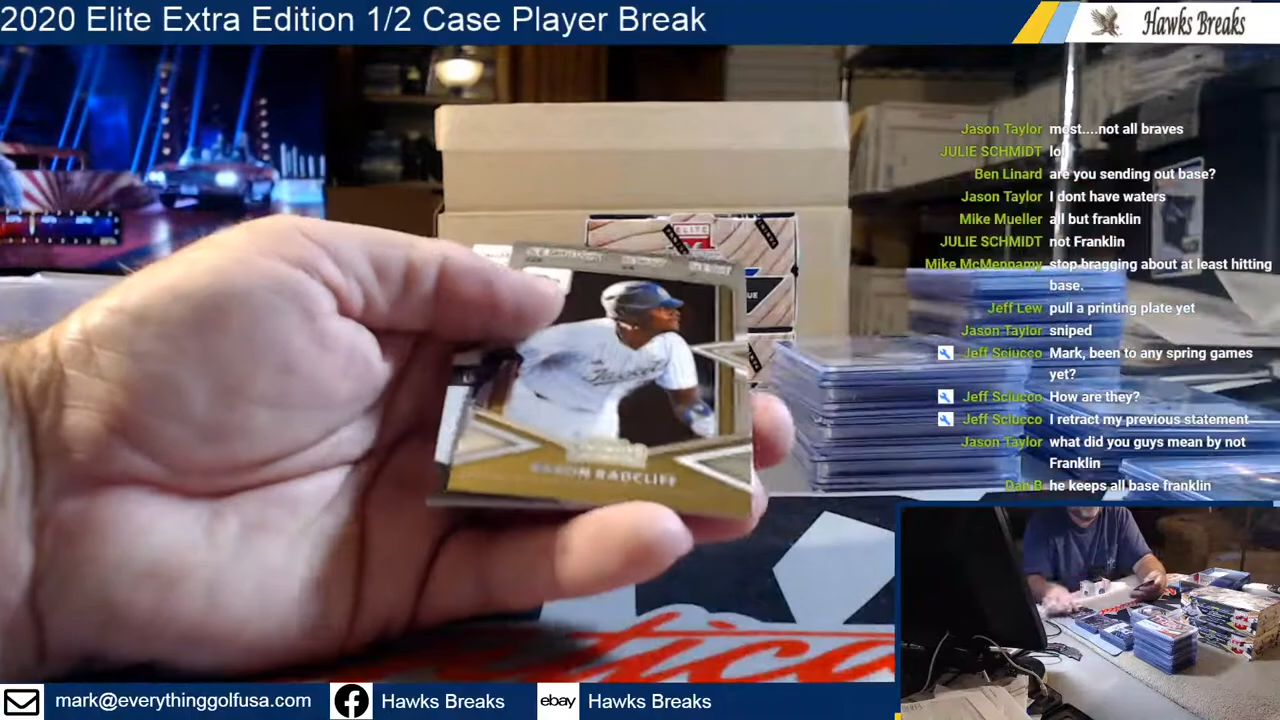 2020 Elite Extra Edition 1/2 Case Player Break
Hawks Breaks
Jason Taylor most....not all braves
JULIE SCHMIDT lol
Ben Linard are you sending out base?
Jason Taylor I dont have waters
Mike Mueller all but franklin
JULIE SCHMIDT not Franklin
Mike McMennamy stop bragging about at least hitting
base.
Jeff Lew pull a printing plate yet
Jason Taylor sniped
Jeff Sciucco Mark, been to any spring games
yet?
Jeff Sciucco How are they?
Jeff Sciucco I retract my previous statement
Jason Taylor what did you guys mean by not
Franklin
Dan B he keeps all base franklin
ELITE
BARON RADCLIFF
mark@everythinggolfusa.com
Hawks Breaks
ebay
Hawks Breaks